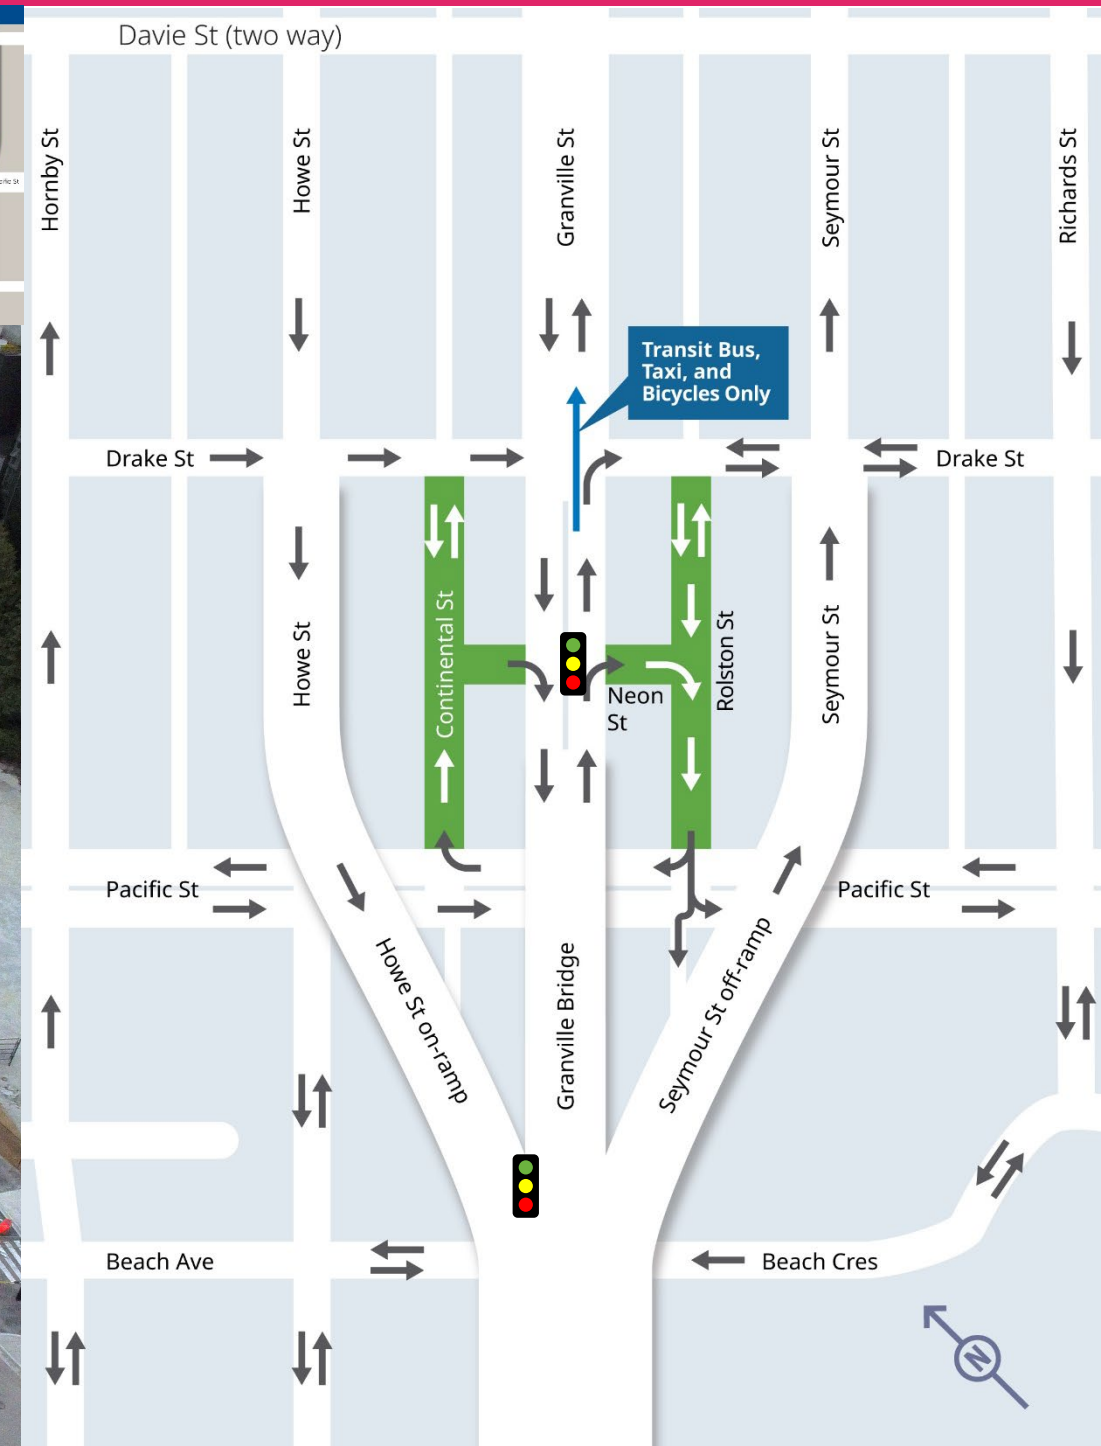 Davie St (two way)
Hornby St
Howe St
Granville St
Seymour St
Richards St
Transit Bus,
Taxi, and
Bicycles Only
Drake St
Drake St
Howe St
Continental St
Neon
St
Rolston St
Seymour St
Pacific St
Pacific St
Howe St on-ramp
Granville Bridge
Seymour St off-ramp
Beach Ave
Beach Cres
N